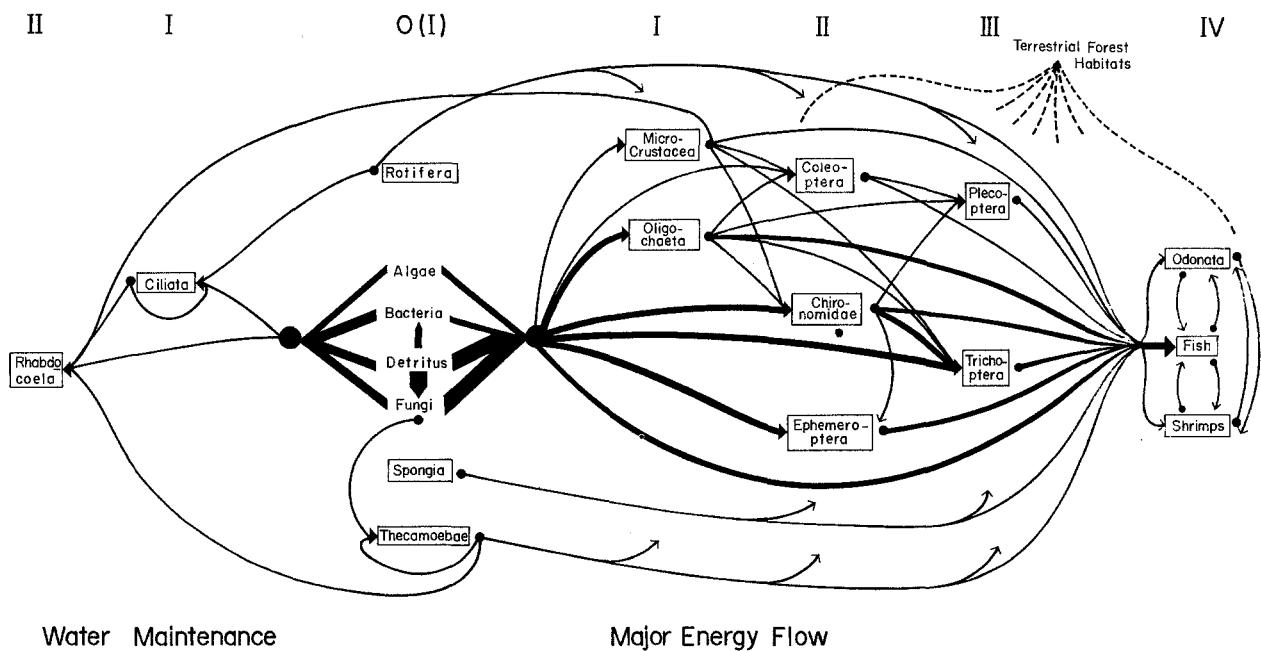 II I O (I) I II III IV
Terrestrial Forest
Habitats
Micro-
Crustacea
Rotifera
Coleo-
ptera
Pleco-
ptera
Oligo-
chaeta
Odonata
Ciliata
Algae
Bacteria
Chiro-
nomidae
Fish
Rhabdo
coela
Detritus
Tricho-
ptera
Fungi
Ephemero-
ptera
Shrimps
Spongia
Thecamoebae
Water Maintenance
Major Energy Flow